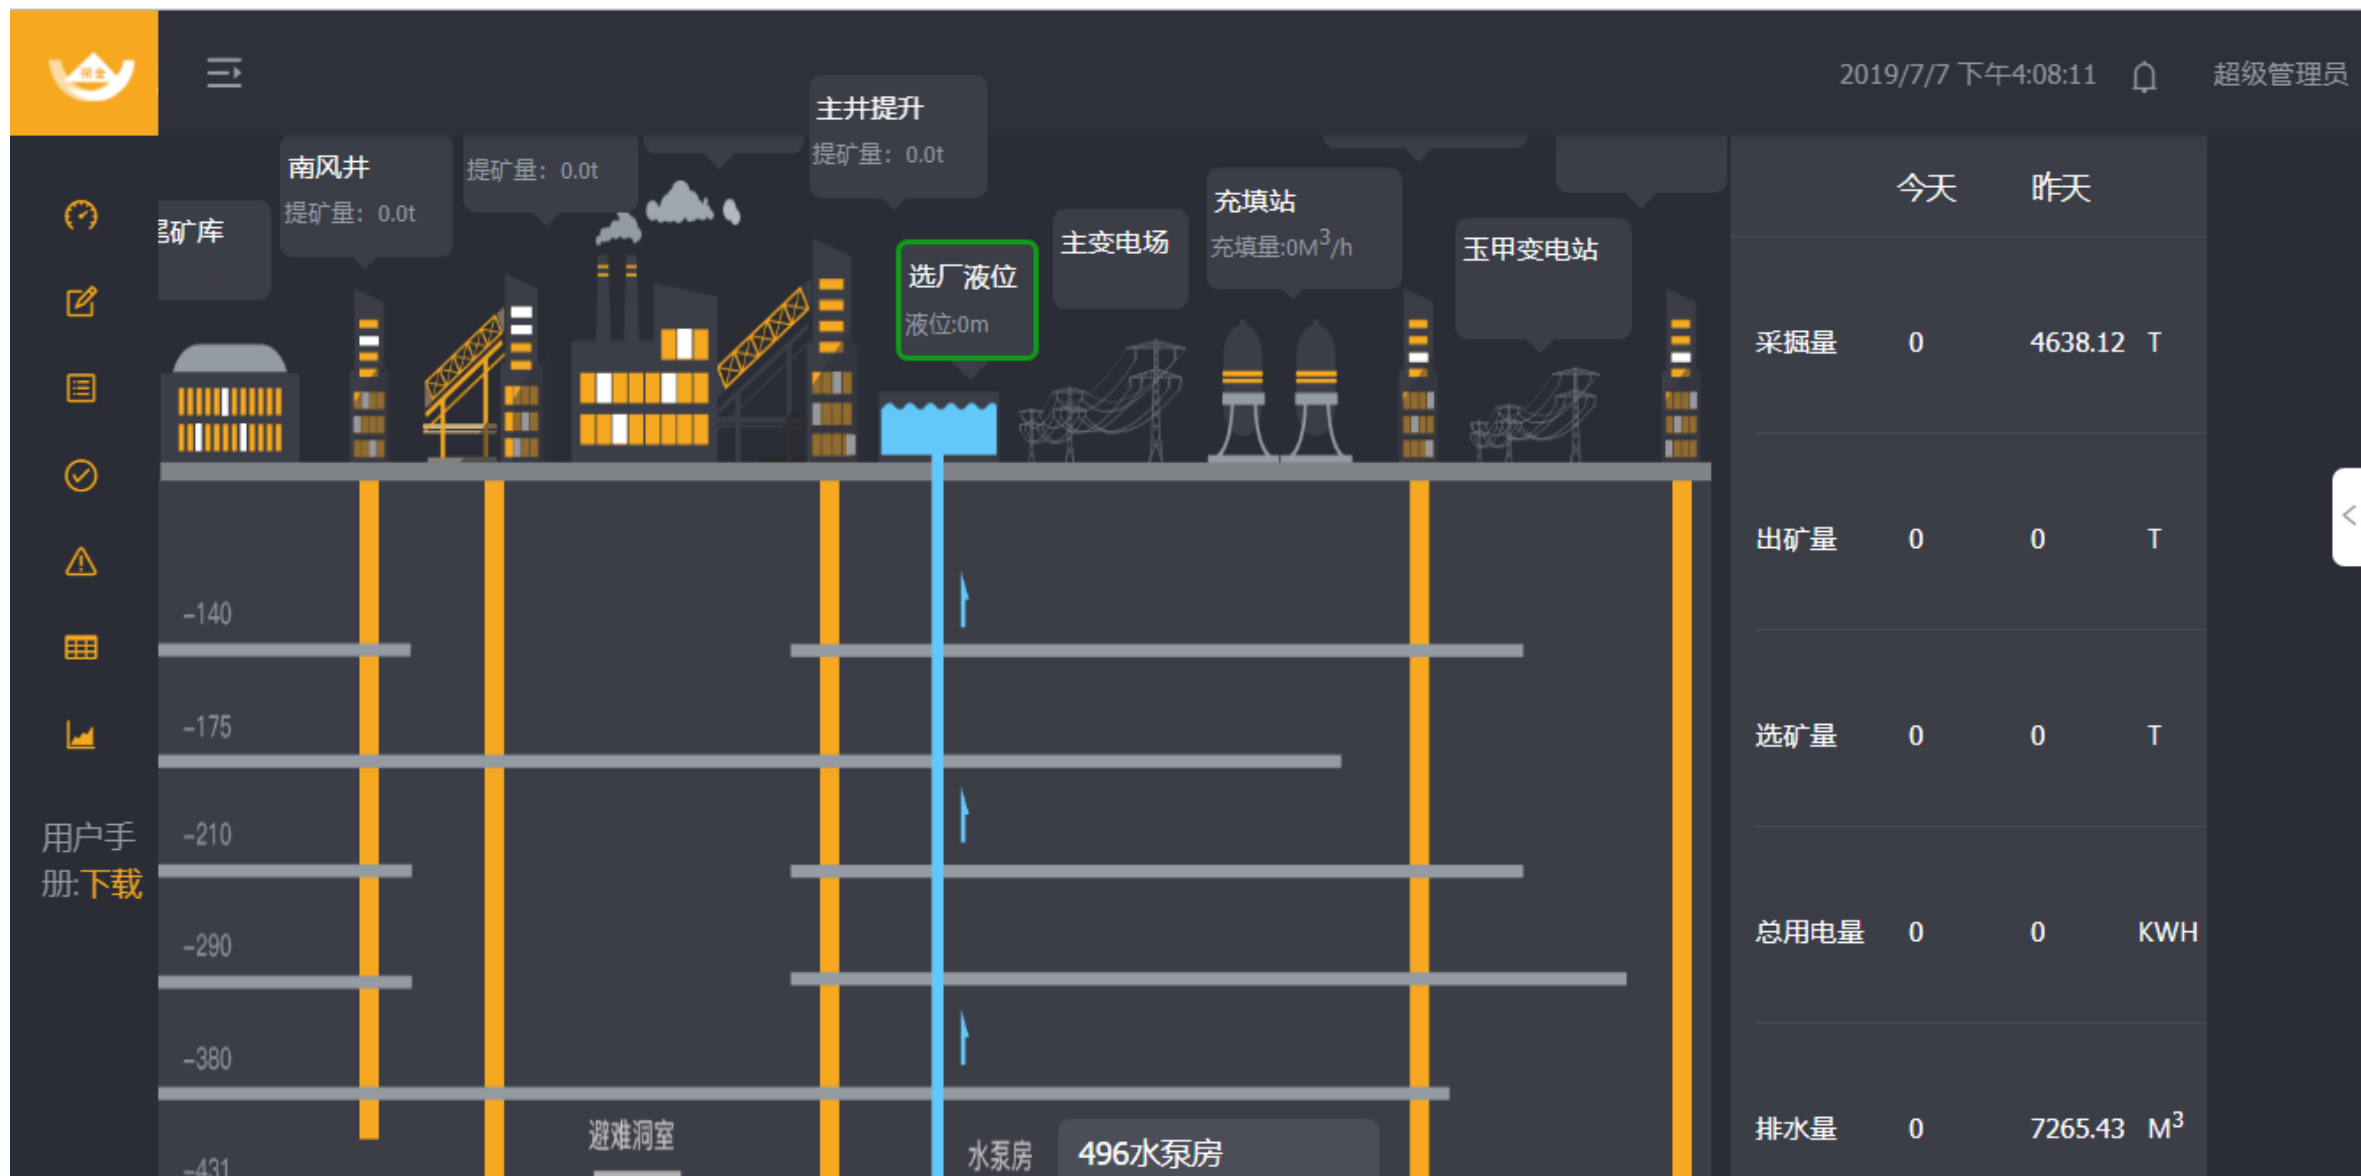 2019/7/7 下午4:08:11
超级管理员
主井提升
提矿量：0.0t
南风井
提矿量：0.0t
提矿量：0.0t
尾矿库
选厂液位
液位:0m
主变电场
充填站
充填量:0M³/h
玉甲变电站
今天 昨天
采掘量 0 4638.12 T
出矿量 0 0 T
选矿量 0 0 T
总用电量 0 0 KWH
排水量 0 7265.43 M³
用户手
册:下载
-140
-175
-210
-290
-380
-431
避难洞室
水泵房
496水泵房